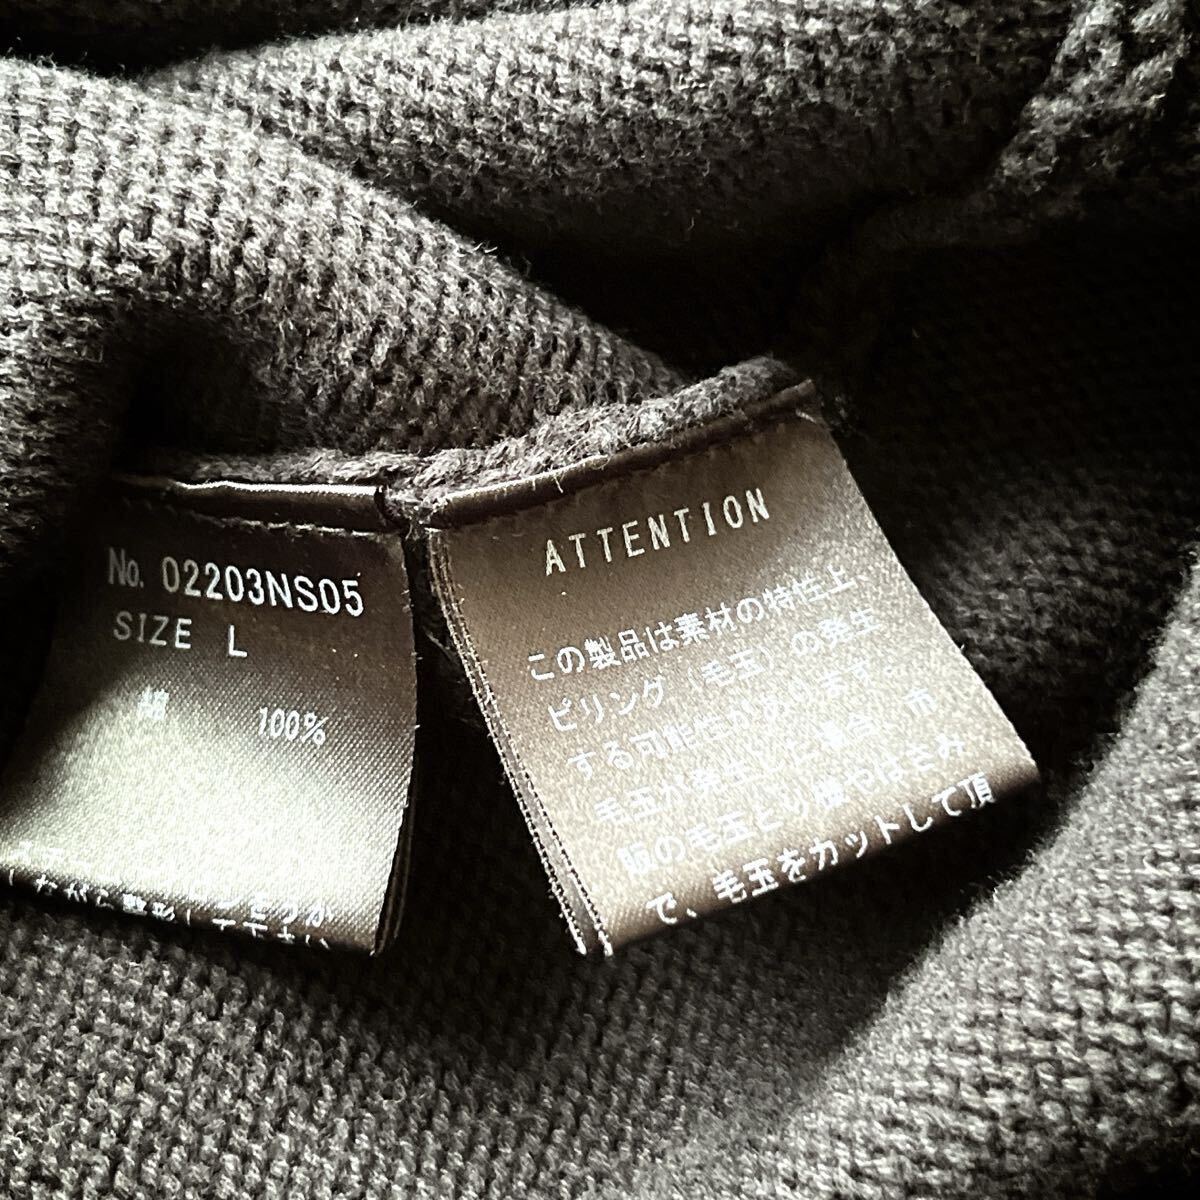 No. 02203NS05
SIZE L
綿 100%
ATTENTION
この製品は素材の特性上、
ピリング(毛玉)の発生
する可能性があります。
毛玉が発生した場合、市
販の毛玉とり機やはさみ
で、毛玉をカットして頂